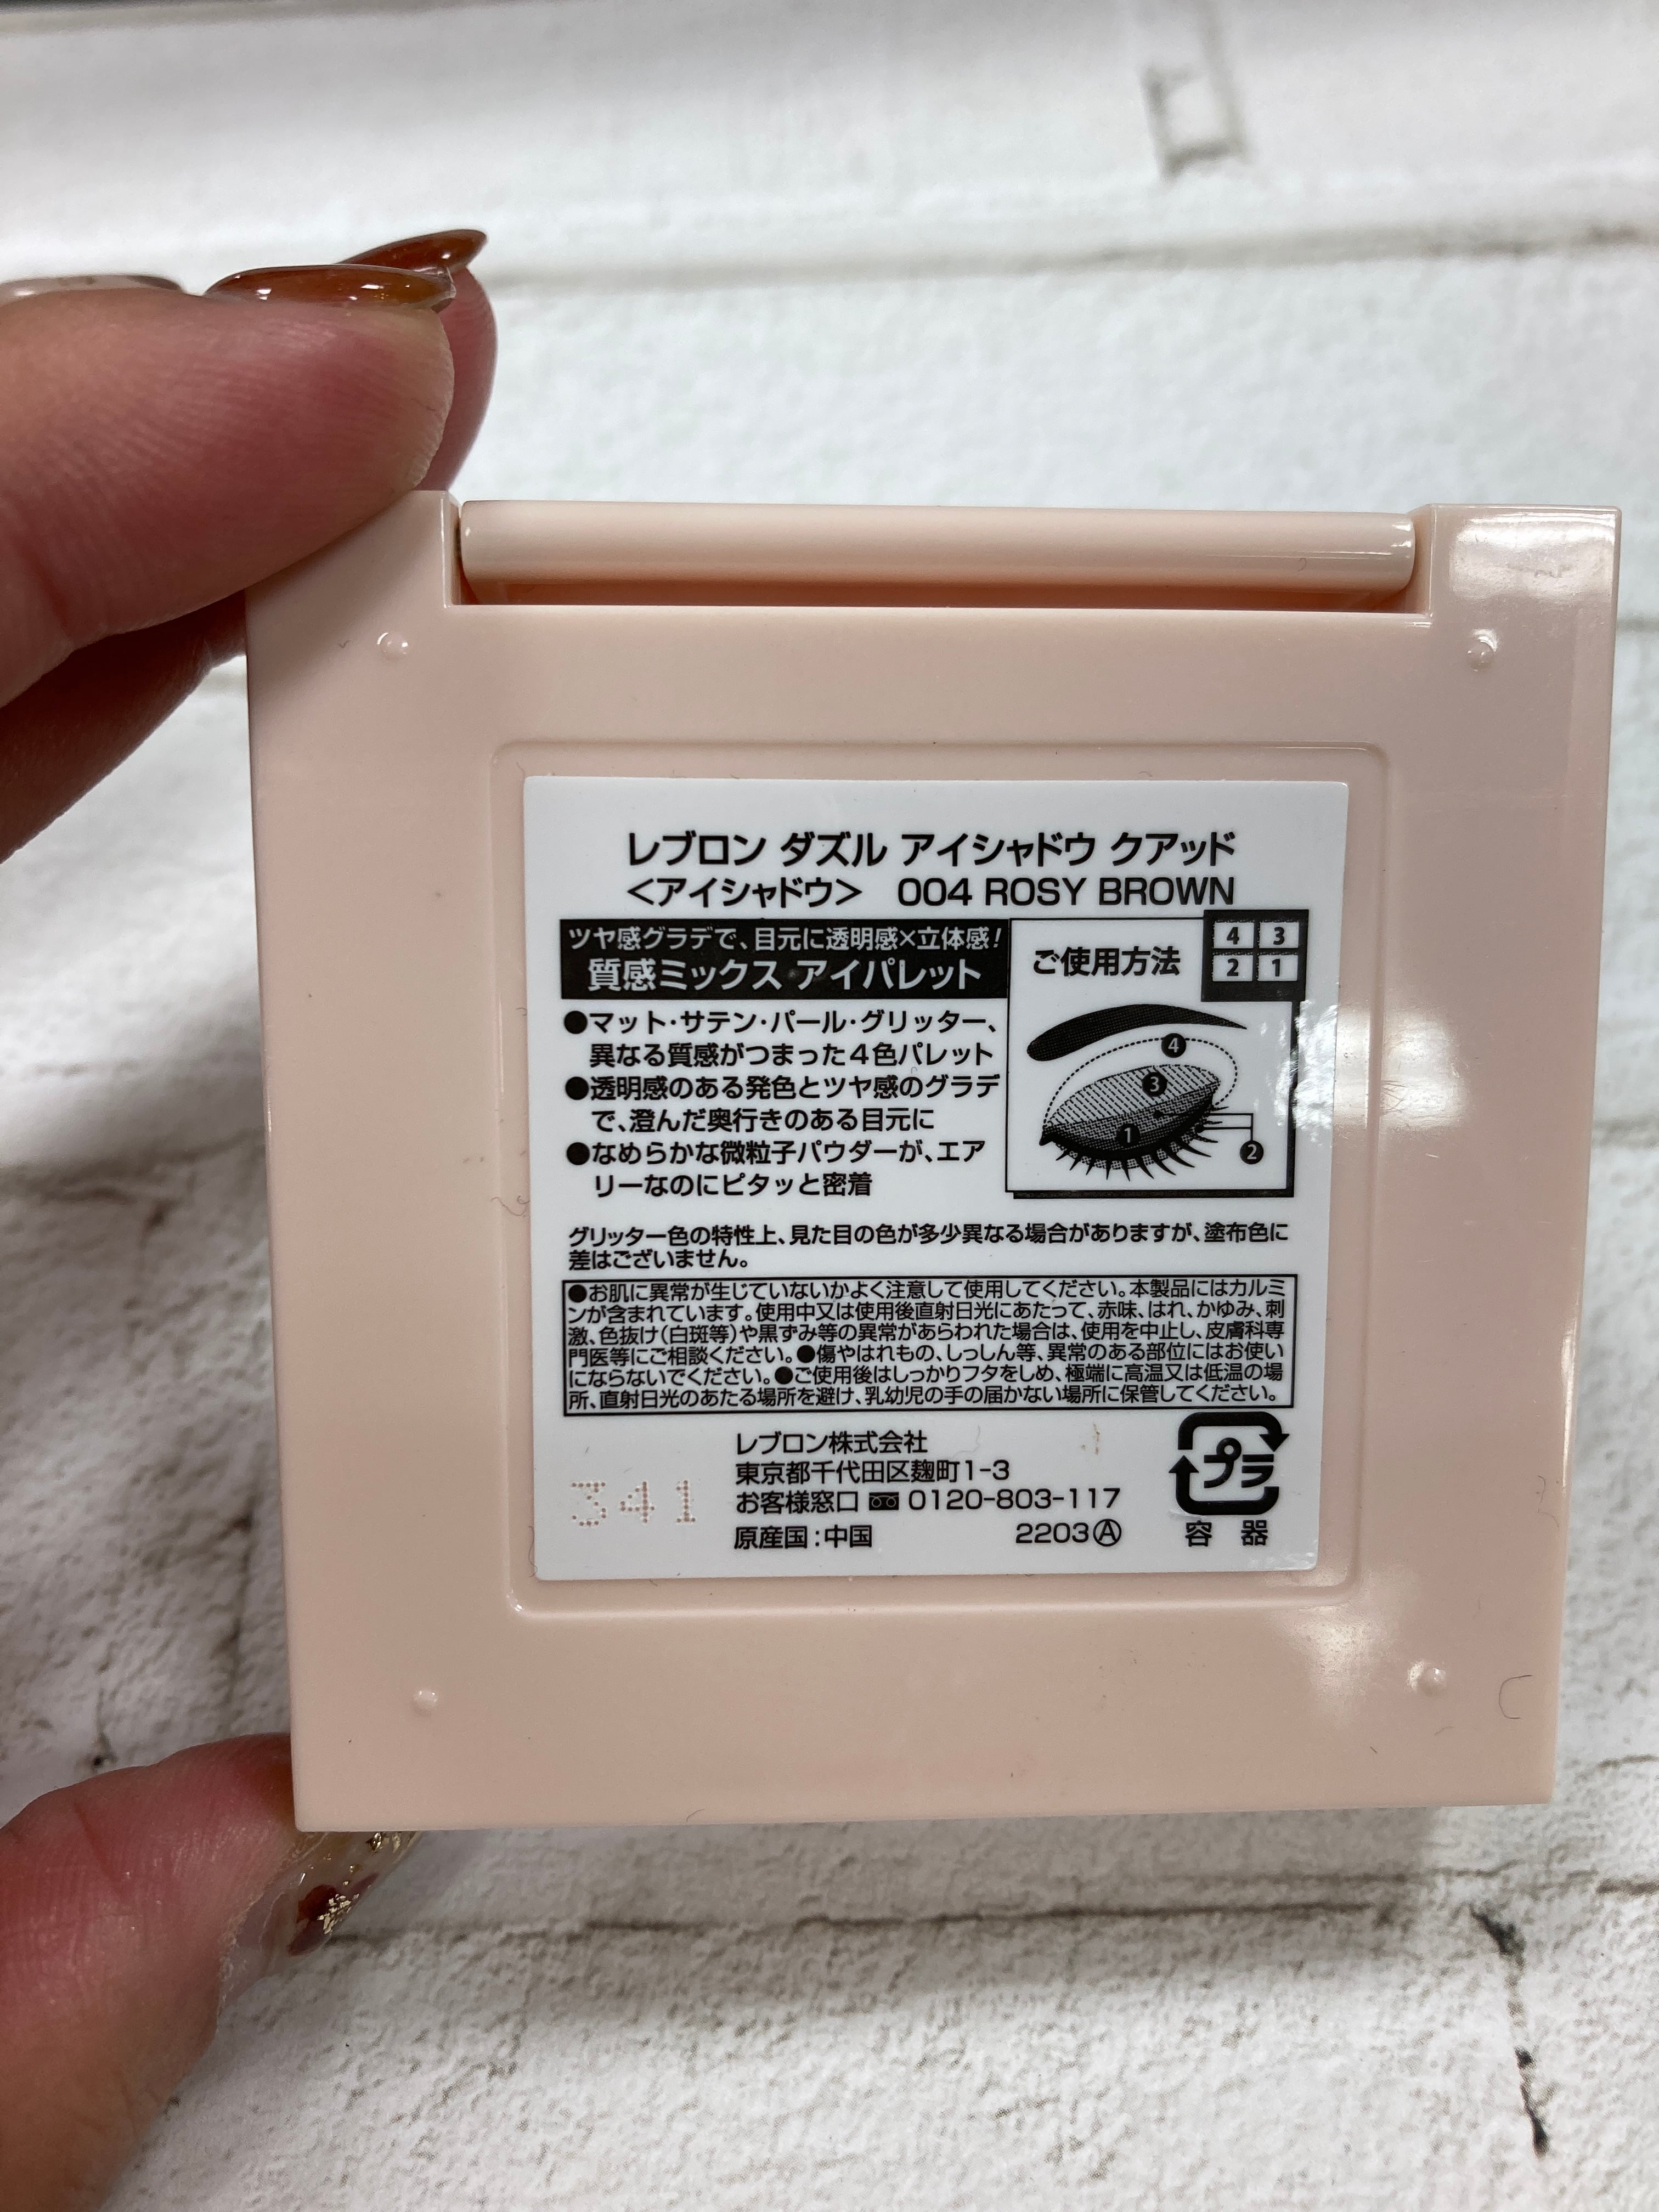 レブロン ダズル アイシャドウ クアッド
<アイシャドウ> 004 ROSY BROWN
ツヤ感グラデで、目元に透明感×立体感!
質感ミックス アイパレット
●マット・サテン・パール・グリッター、
異なる質感がつまった4色パレット
●透明感のある発色とツヤ感のグラデ
で、澄んだ奥行きのある目元に
●なめらかな微粒子パウダーが、エア
リーなのにピタッと密着
ご使用方法
4 3
2 1
4
3
1
2
グリッター色の特性上、見た目の色が多少異なる場合がありますが、塗布色に
差はございません。
●お肌に異常が生じていないかよく注意して使用してください。本製品にはカルミ
ンが含まれています。使用中又は使用後直射日光にあたって、赤味、はれ、かゆみ、刺
激、色抜け(白斑等)や黒ずみ等の異常があらわれた場合は、使用を中止し、皮膚科専
門医等にご相談ください。●傷やはれもの、しっしん等、異常のある部位にはお使い
にならないでください。●ご使用後はしっかりフタをしめ、極端に高温又は低温の場
所、直射日光のあたる場所を避け、乳幼児の手の届かない場所に保管してください。
レブロン株式会社
東京都千代田区麹町1-3
お客様窓口 0120-803-117
原産国:中国 2203Ⓐ
341
プラ
容 器